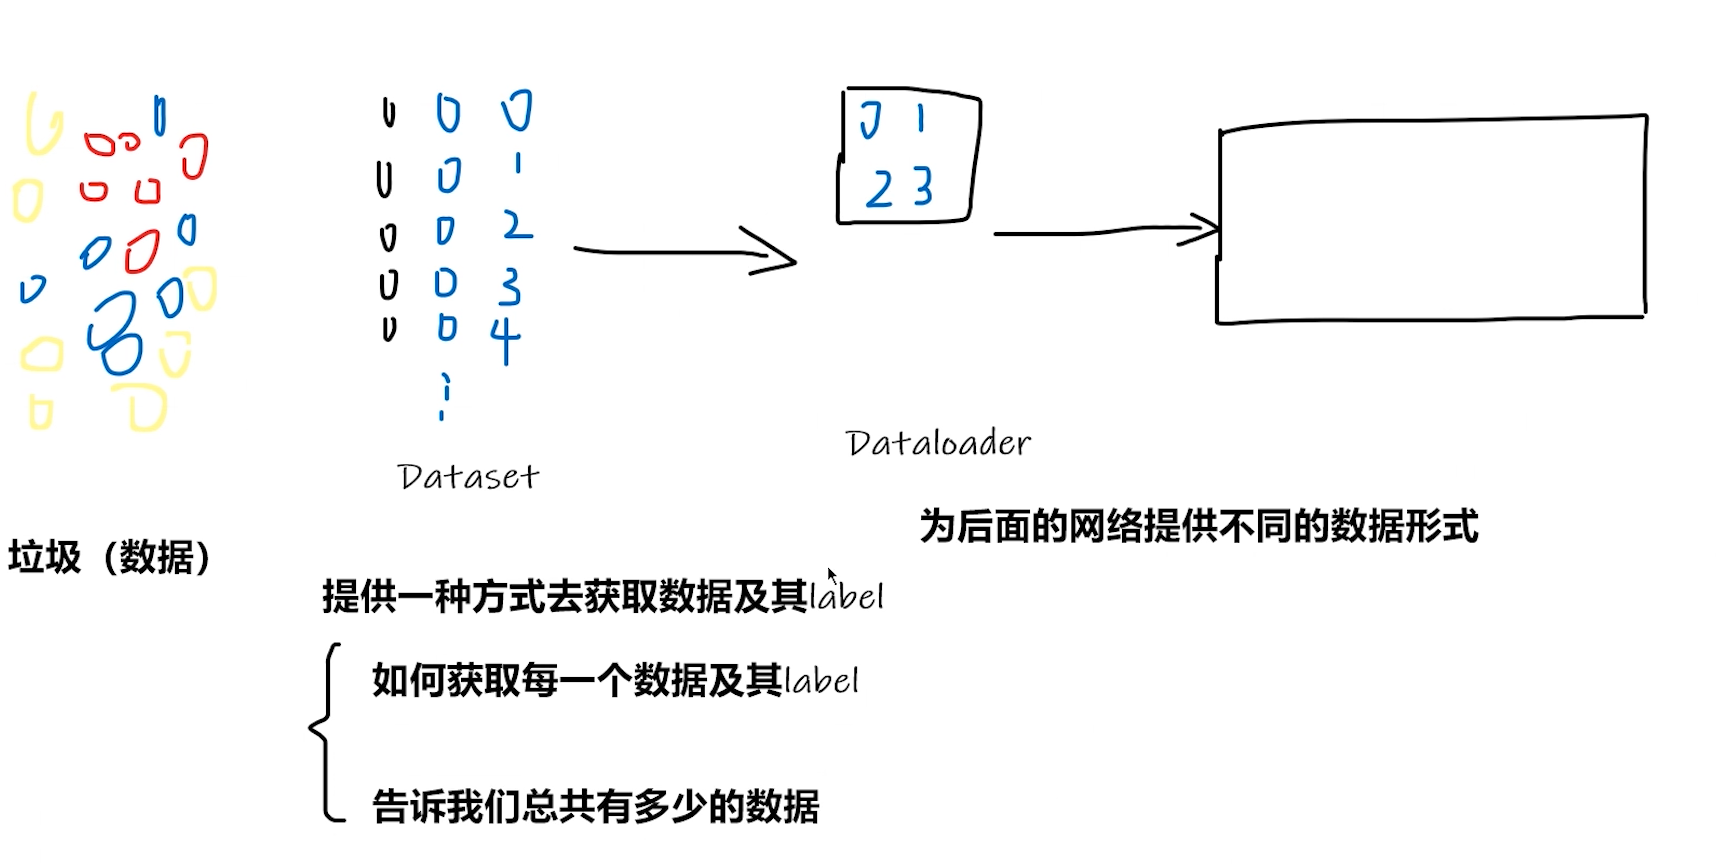 0
1
2
3
4
0 1
2 3
Dataset
Dataloader
垃圾（数据）
为后面的网络提供不同的数据形式
提供一种方式去获取数据及其label
如何获取每一个数据及其label
告诉我们总共有多少的数据